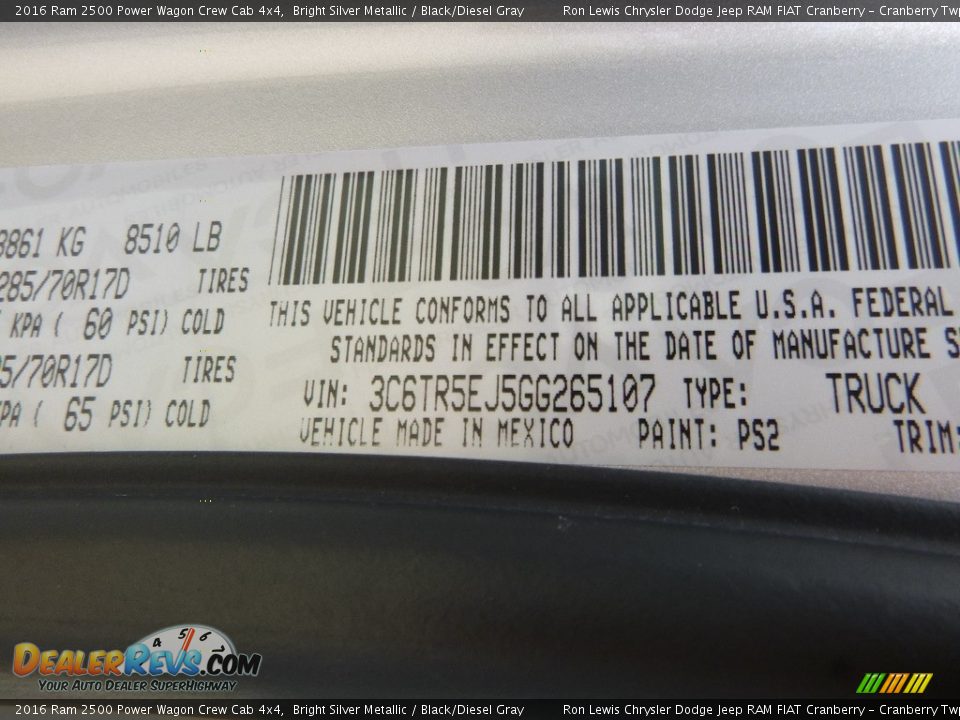 2016 Ram 2500 Power Wagon Crew Cab 4x4, Bright Silver Metallic / Black/Diesel Gray Ron Lewis Chrysler Dodge Jeep RAM FIAT Cranberry – Cranberry Twp
3861 KG 8510 LB
285/70R17D TIRES
KPA ( 60 PSI) COLD
85/70R17D TIRES
KPA ( 65 PSI) COLD
THIS VEHICLE CONFORMS TO ALL APPLICABLE U.S.A. FEDERAL
STANDARDS IN EFFECT ON THE DATE OF MANUFACTURE
VIN: 3C6TR5EJ5GG265107 TYPE: TRUCK
VEHICLE MADE IN MEXICO PAINT: PS2 TRIM:
4 5 6
DEALERREVS.COM
YOUR AUTO DEALER SUPERHIGHWAY
2016 Ram 2500 Power Wagon Crew Cab 4x4, Bright Silver Metallic / Black/Diesel Gray Ron Lewis Chrysler Dodge Jeep RAM FIAT Cranberry – Cranberry Twp